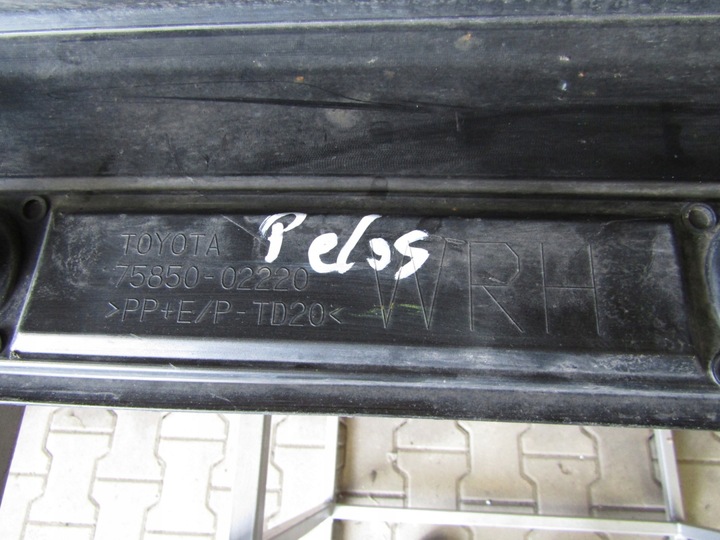 TOYOTA
75850-02220
>PP+E/P-TD20<
WRH
Pelos